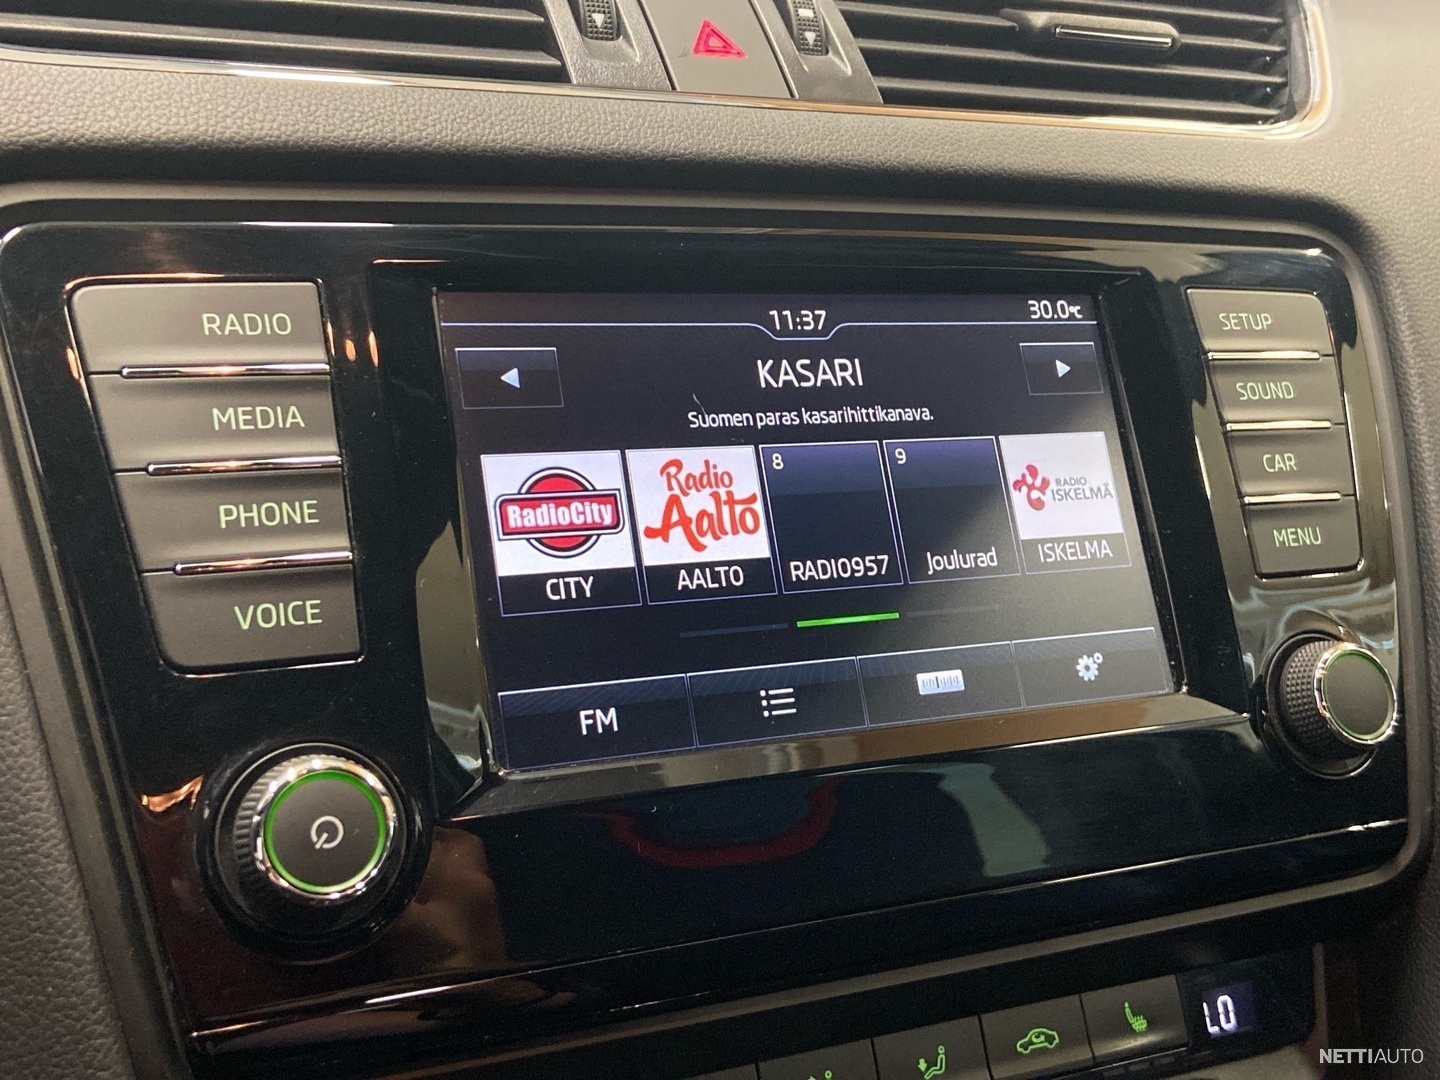 RADIO
MEDIA
PHONE
VOICE
11:37
30.0°C
KASARI
Suomen paras kasarihittikanava.
RadioCity
CITY
Radio
Aalto
AALTO
8
RADIO957
9
Joulurad
RADIO
ISKELMÄ
ISKELMA
FM
SETUP
SOUND
CAR
MENU
LO
NETTIAUTO